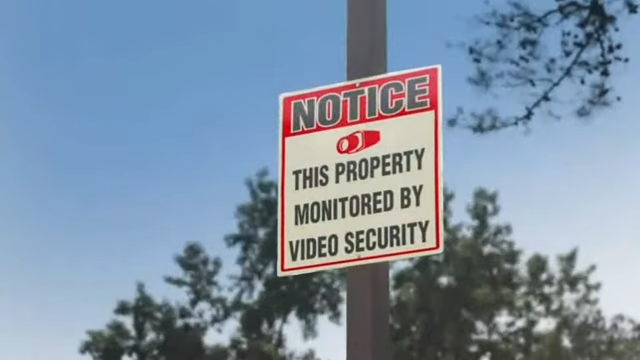 NOTICE
THIS PROPERTY
MONITORED BY
VIDEO SECURITY